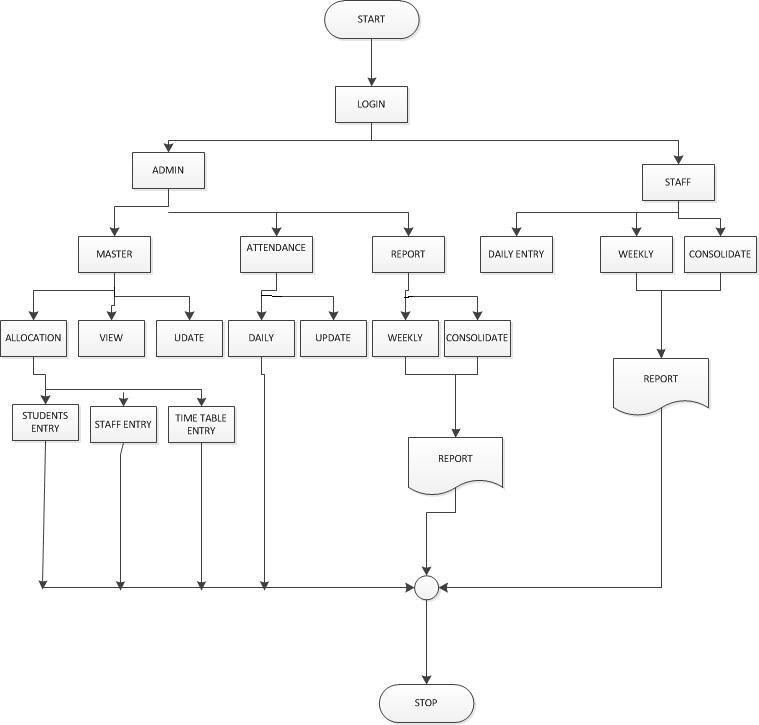 START
LOGIN
ADMIN
STAFF
MASTER
ATTENDANCE
REPORT
DAILY ENTRY
WEEKLY
CONSOLIDATE
ALLOCATION
VIEW
UDATE
DAILY
UPDATE
WEEKLY
CONSOLIDATE
REPORT
STUDENTS
ENTRY
STAFF ENTRY
TIME TABLE
ENTRY
REPORT
STOP